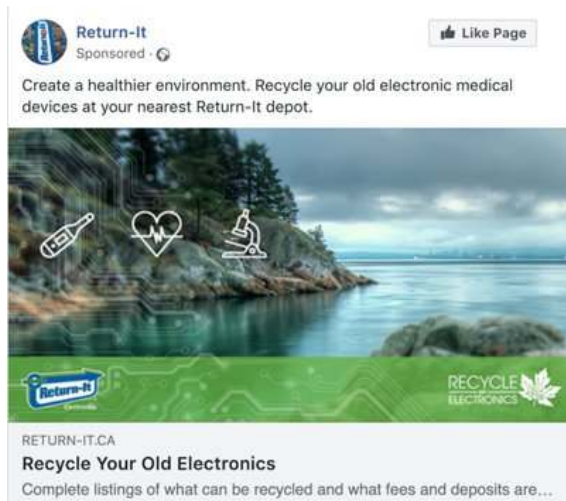 Return-It
Sponsored ·
Like Page
Create a healthier environment. Recycle your old electronic medical
devices at your nearest Return-It depot.
Return-It
RECYCLE
ELECTRONICS
RETURN-IT.CA
Recycle Your Old Electronics
Complete listings of what can be recycled and what fees and deposits are...